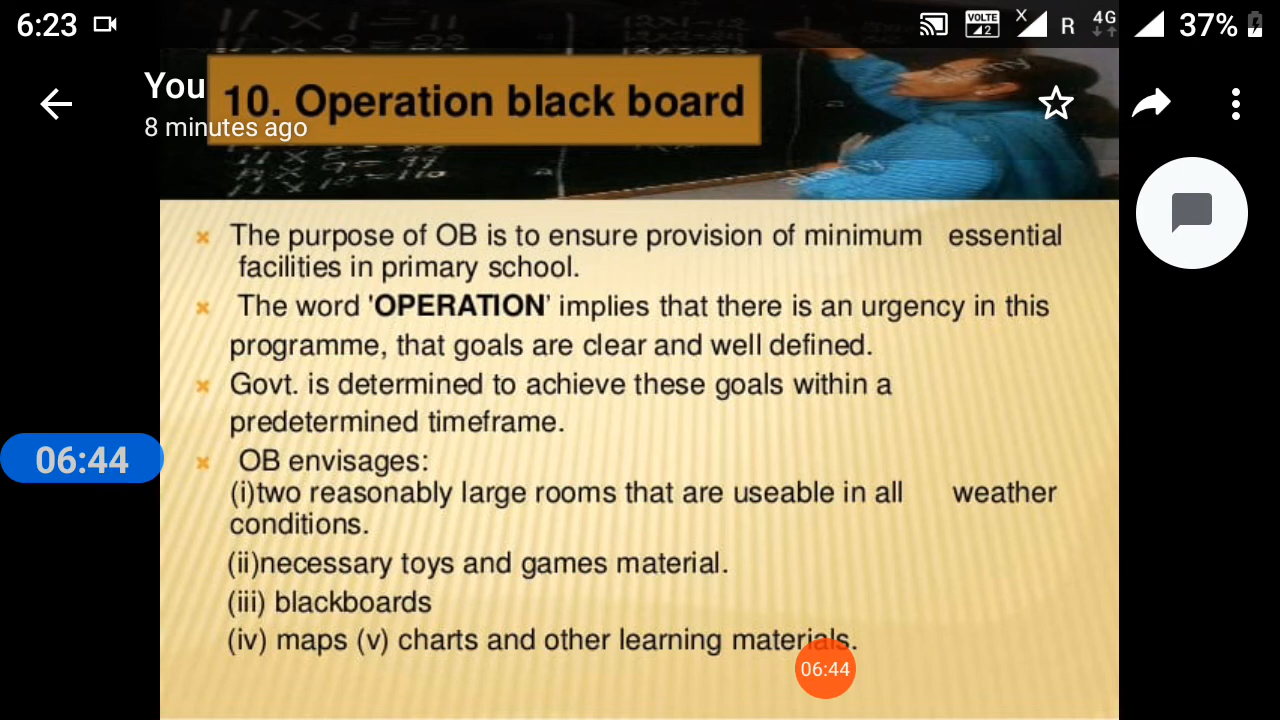 6:23
VOLTE
2
X
R
4G
37%
You
8 minutes ago
10. Operation black board
alamy
alamy
The purpose of OB is to ensure provision of minimum essential
facilities in primary school.
The word 'OPERATION' implies that there is an urgency in this
programme, that goals are clear and well defined.
Govt. is determined to achieve these goals within a
predetermined timeframe.
OB envisages:
(i)two reasonably large rooms that are useable in all weather
conditions.
(ii)necessary toys and games material.
(iii) blackboards
(iv) maps (v) charts and other learning materials.
06:44
06:44